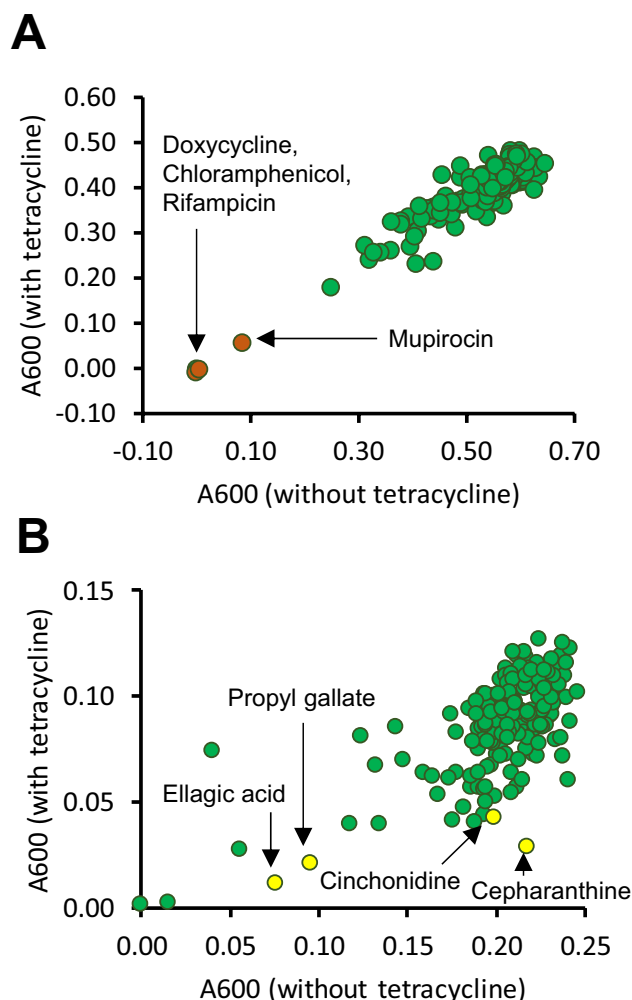 A
A600 (with tetracycline)
0.60
0.50
0.40
0.30
0.20
0.10
0.00
-0.10
Doxycycline,
Chloramphenicol,
Rifampicin
Mupirocin
-0.10
0.10
0.30
0.50
0.70
A600 (without tetracycline)
B
A600 (with tetracycline)
0.15
0.10
0.05
0.00
Propyl gallate
Ellagic acid
Cinchonidine
Cepharanthine
0.00
0.05
0.10
0.15
0.20
0.25
A600 (without tetracycline)